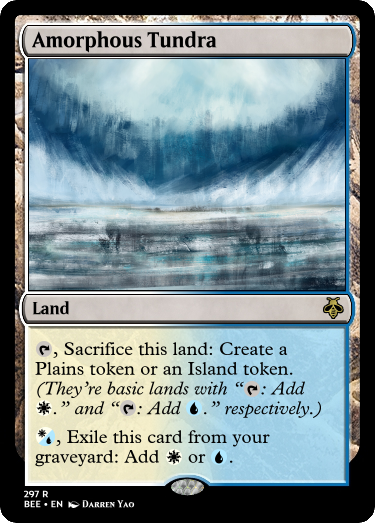 Amorphous Tundra
Land
, Sacrifice this land: Create a
Plains token or an Island token.
(They're basic lands with “: Add
.” and “: Add .” respectively.)
, Exile this card from your
graveyard: Add or .
297 R
BEE • EN Darren Yao